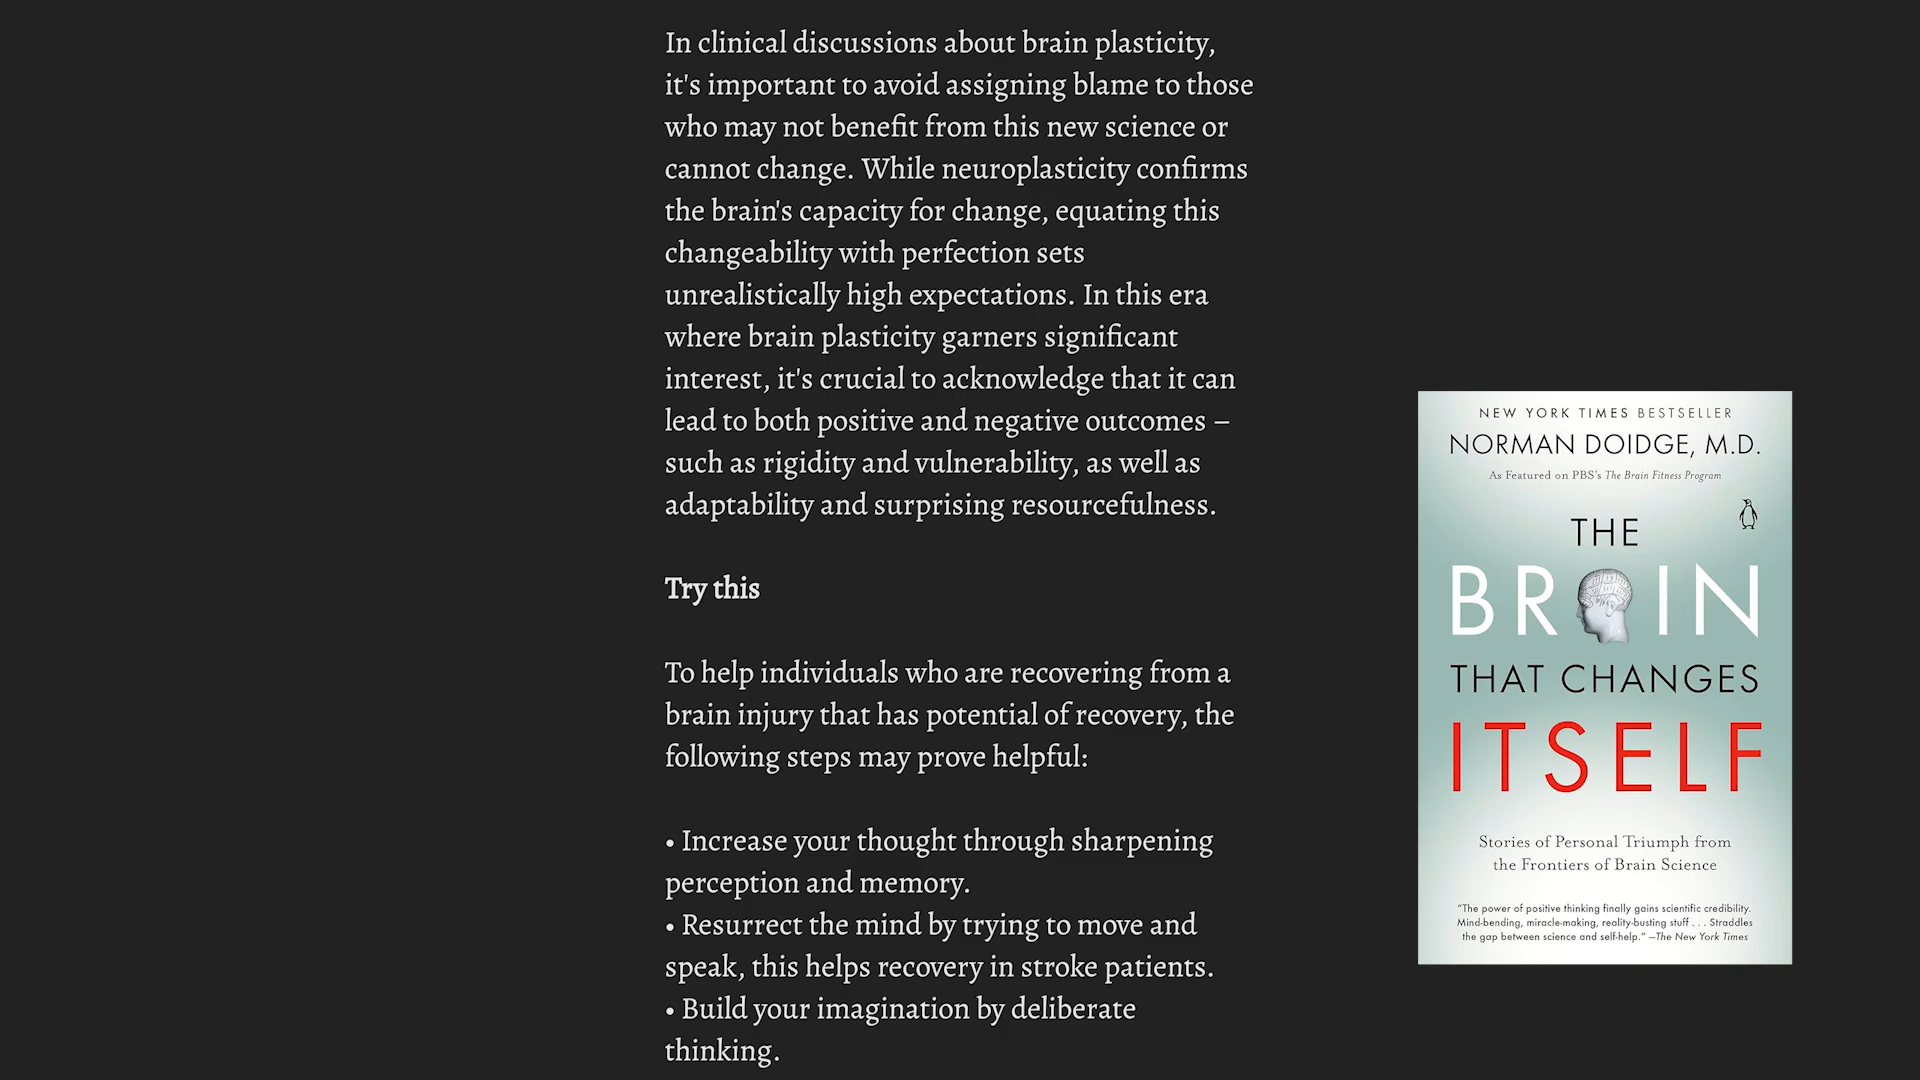 In clinical discussions about brain plasticity,
it's important to avoid assigning blame to those
who may not benefit from this new science or
cannot change. While neuroplasticity confirms
the brain's capacity for change, equating this
changeability with perfection sets
unrealistically high expectations. In this era
where brain plasticity garners significant
interest, it's crucial to acknowledge that it can
lead to both positive and negative outcomes –
such as rigidity and vulnerability, as well as
adaptability and surprising resourcefulness.
Try this
To help individuals who are recovering from a
brain injury that has potential of recovery, the
following steps may prove helpful:
• Increase your thought through sharpening
perception and memory.
• Resurrect the mind by trying to move and
speak, this helps recovery in stroke patients.
• Build your imagination by deliberate
thinking.
NEW YORK TIMES BESTSELLER
NORMAN DOIDGE, M.D.
As Featured on PBS's The Brain Fitness Program
THE
BRAIN
THAT CHANGES
ITSELF
Stories of Personal Triumph from
the Frontiers of Brain Science
"The power of positive thinking finally gains scientific credibility.
Mind-bending, miracle-making, reality-busting stuff . . . Straddles
the gap between science and self-help." —The New York Times